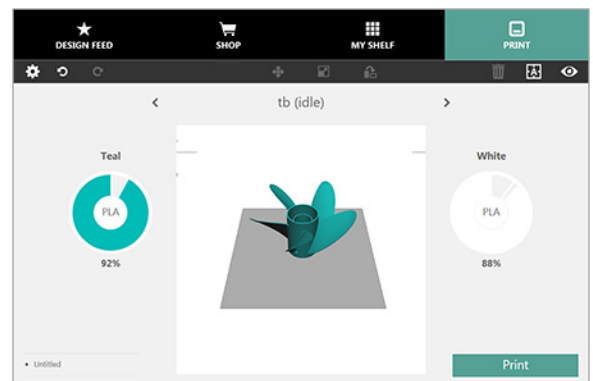 DESIGN FEED
SHOP
MY SHELF
PRINT
A
tb (idle)
Teal
White
PLA
PLA
92%
88%
• Untitled
Print